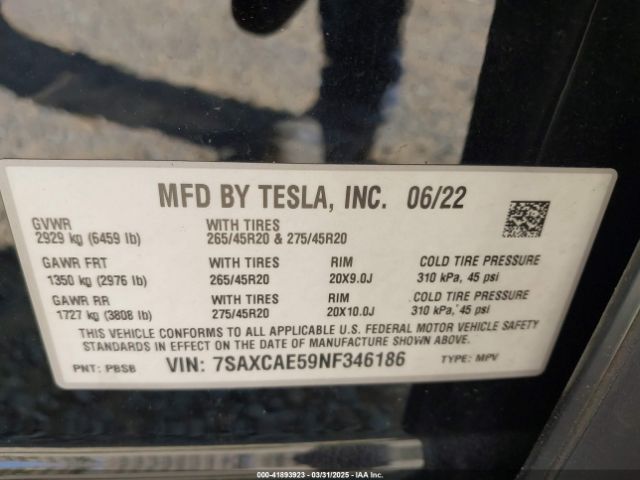 MFD BY TESLA, INC. 06/22
GVWR WITH TIRES
2929 kg (6459 lb) 265/45R20 & 275/45R20
GAWR FRT WITH TIRES RIM COLD TIRE PRESSURE
1350 kg (2976 lb) 265/45R20 20X9.0J 310 kPa, 45 psi
GAWR RR WITH TIRES RIM COLD TIRE PRESSURE
1727 kg (3808 lb) 275/45R20 20X10.0J 310 kPa, 45 psi
THIS VEHICLE CONFORMS TO ALL APPLICABLE U.S. FEDERAL MOTOR VEHICLE SAFETY
STANDARDS IN EFFECT ON THE DATE OF MANUFACTURE SHOWN ABOVE.
PNT: PBSB VIN: 7SAXCAE59NF346186 TYPE: MPV
000-41893923 - 03/31/2025 - IAA Inc.